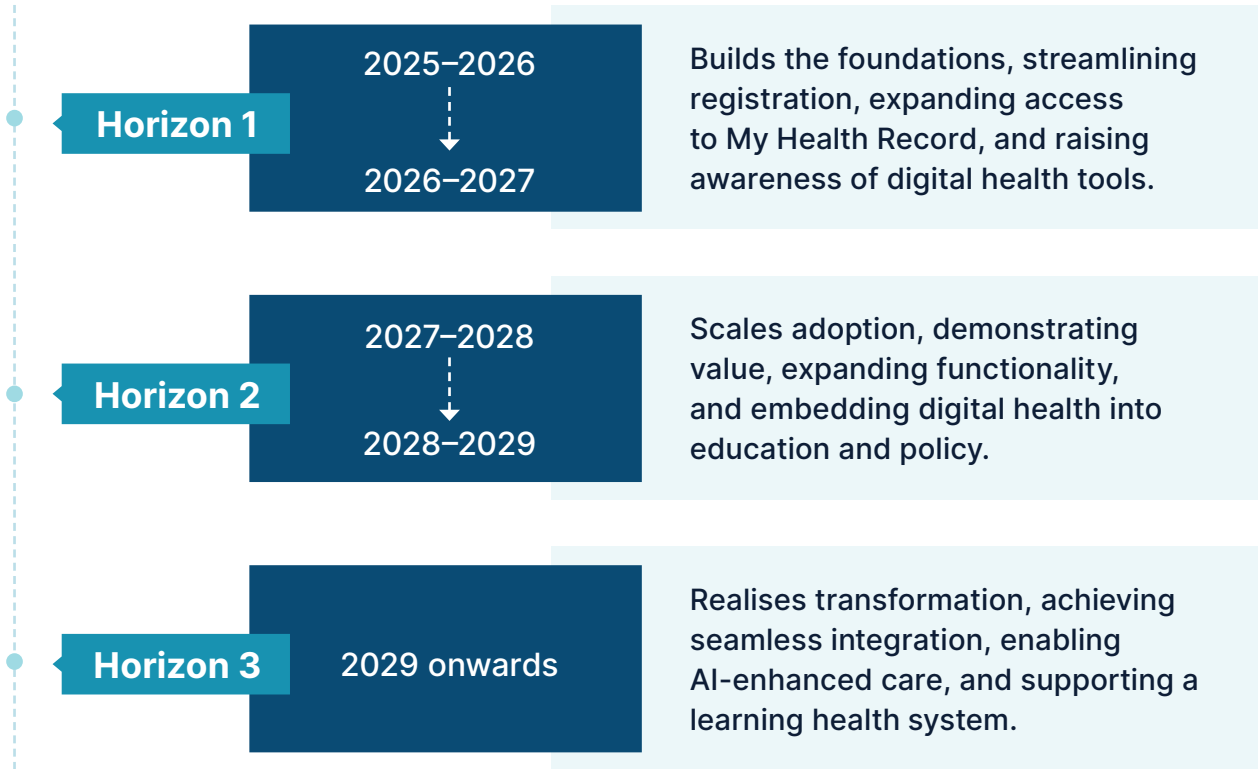 Horizon 1
2025–2026
2026–2027
Builds the foundations, streamlining
registration, expanding access
to My Health Record, and raising
awareness of digital health tools.
Horizon 2
2027–2028
2028–2029
Scales adoption, demonstrating
value, expanding functionality,
and embedding digital health into
education and policy.
Horizon 3
2029 onwards
Realises transformation, achieving
seamless integration, enabling
AI-enhanced care, and supporting a
learning health system.